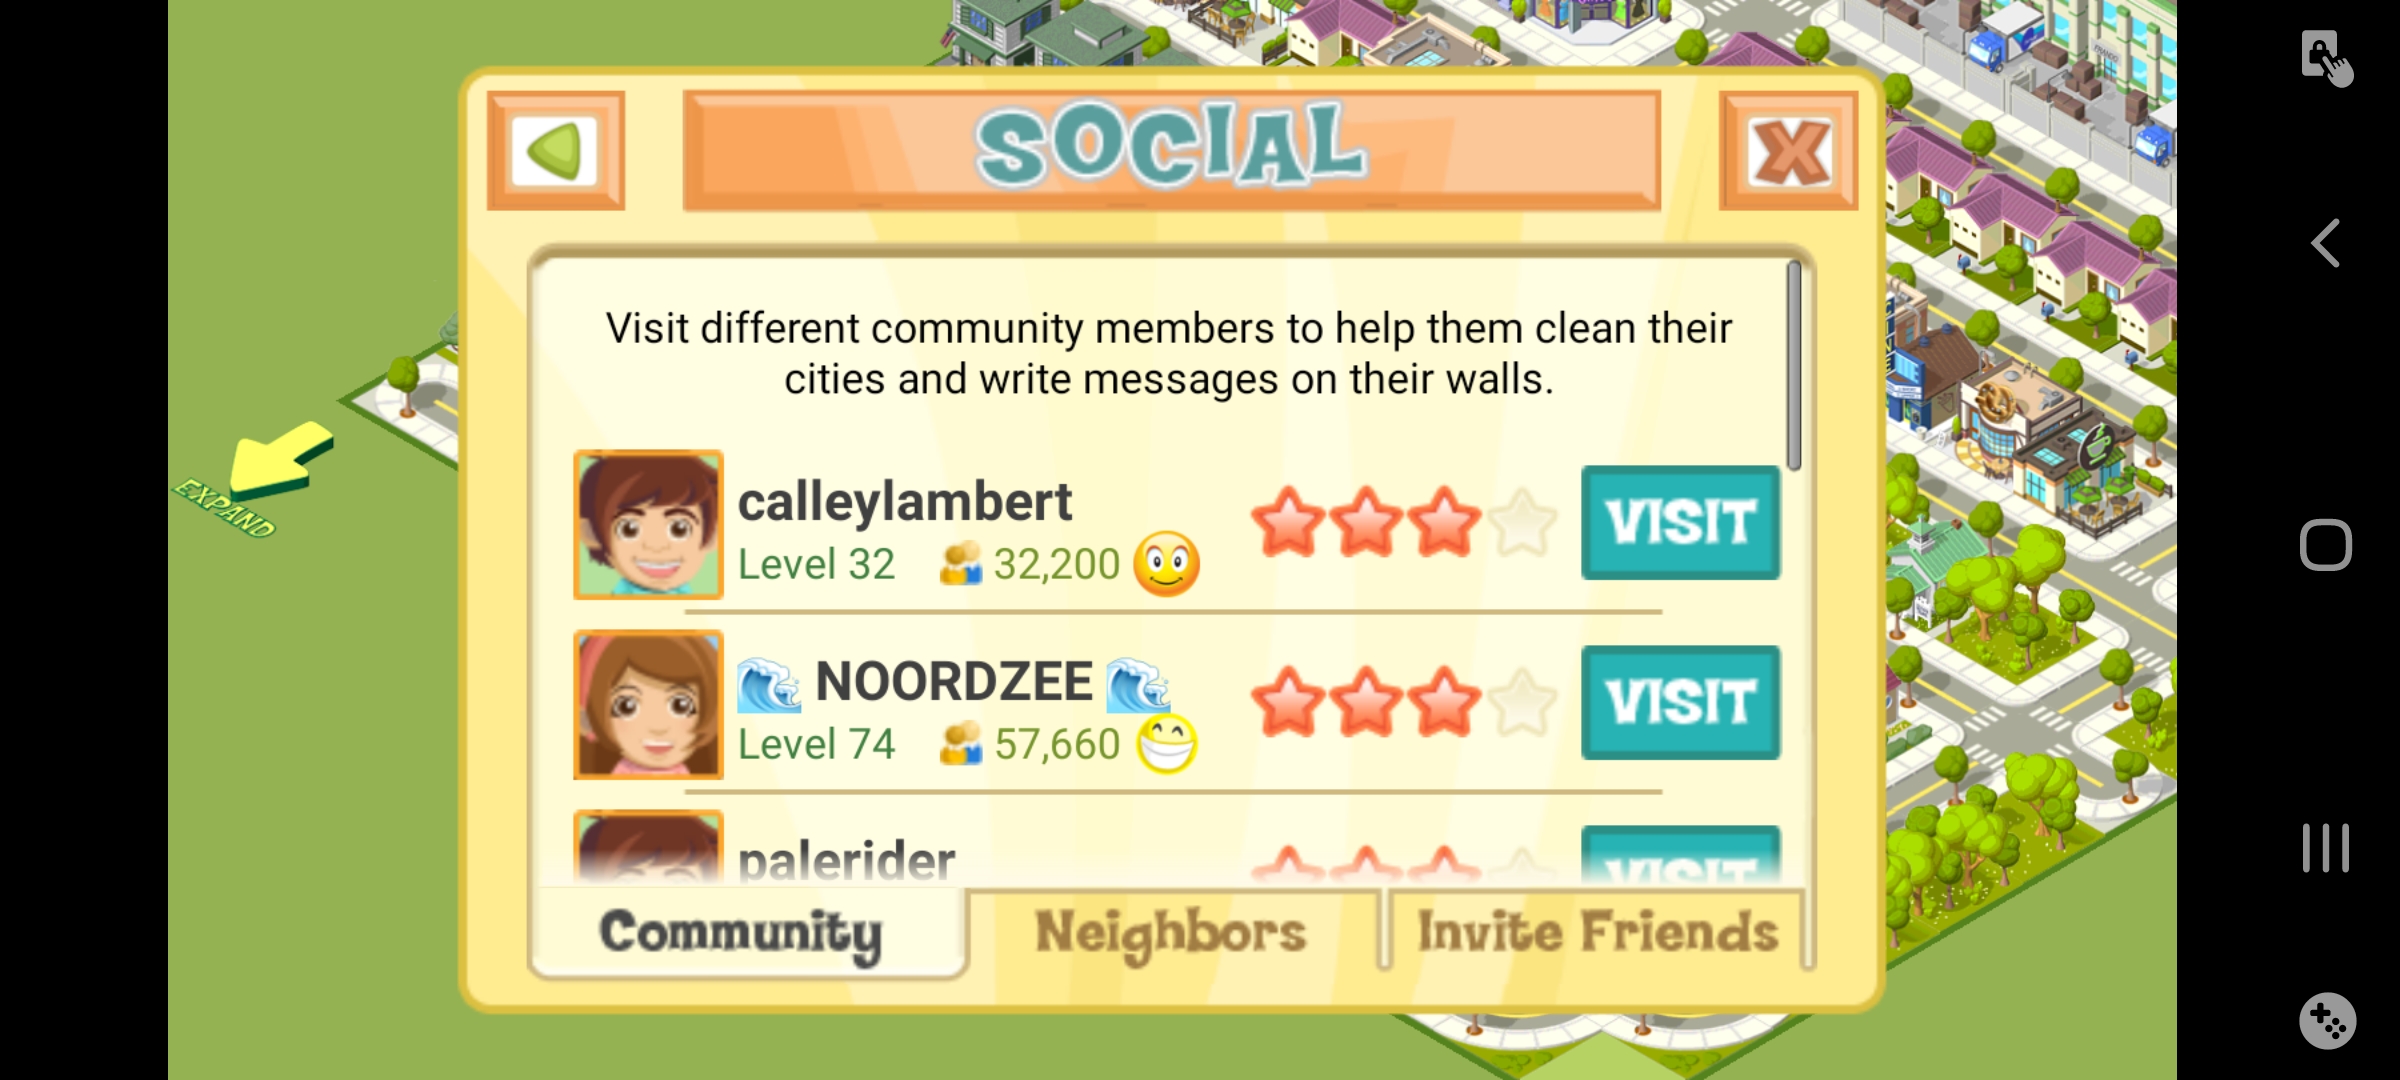 SOCIAL
Visit different community members to help them clean their
cities and write messages on their walls.
calleylambert
Level 32 32,200
VISIT
🌊 NOORDZEE 🌊
Level 74 57,660
VISIT
palerider
VISIT
Community Neighbors Invite Friends
EXPAND